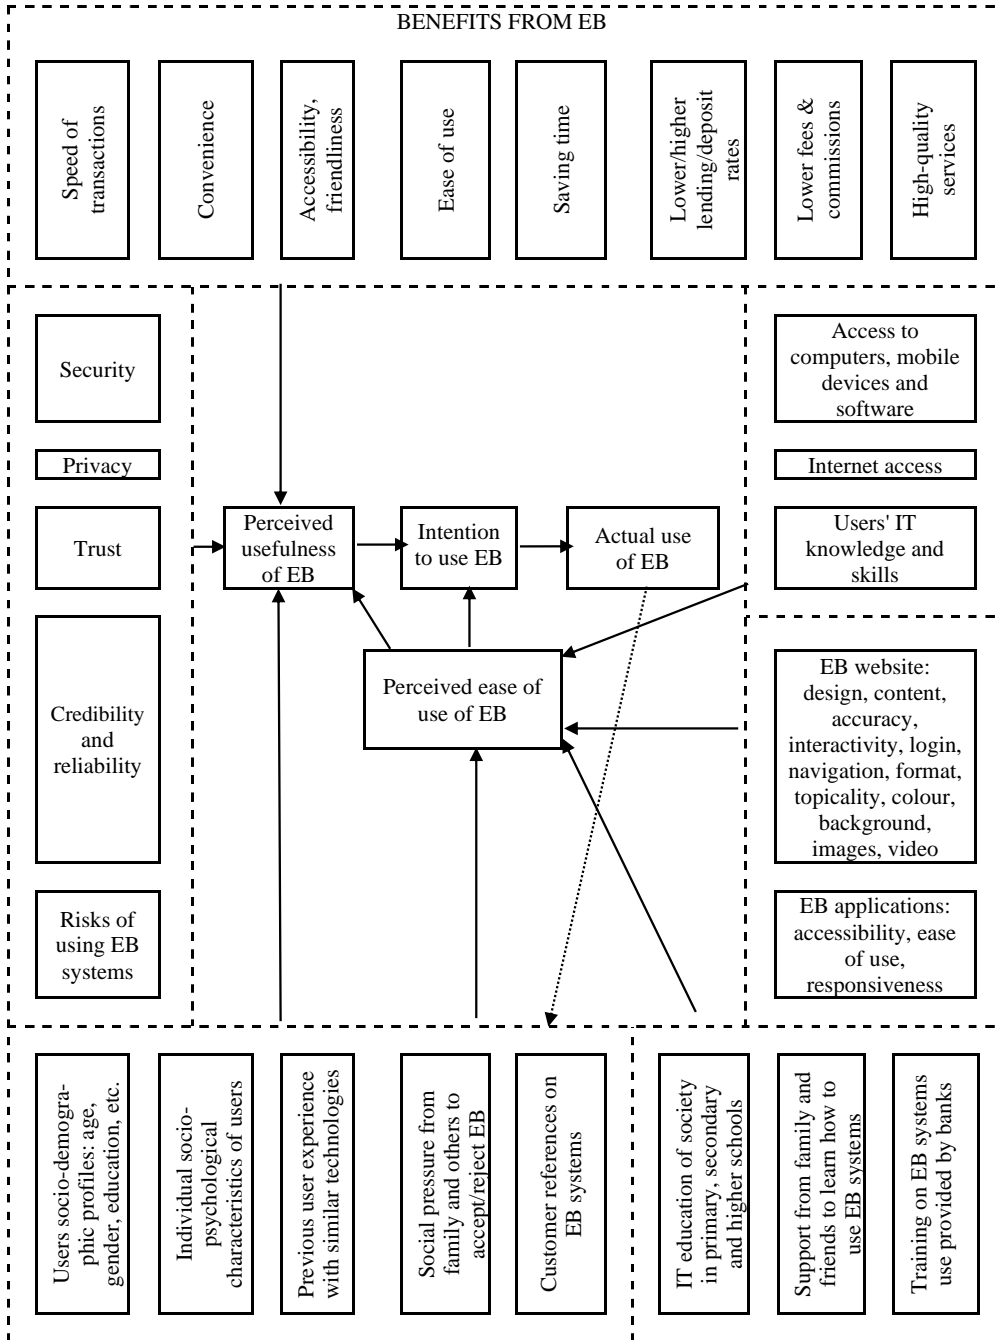 BENEFITS FROM EB
Speed of
transactions
Convenience
Accessibility,
friendliness
Ease of use
Saving time
Lower/higher
lending/deposit
rates
Lower fees &
commissions
High-quality
services
Security
Privacy
Trust
Credibility
and
reliability
Risks of
using EB
systems
Perceived
usefulness
of EB
Intention
to use EB
Actual use
of EB
Perceived ease of
use of EB
Access to
computers, mobile
devices and
software
Internet access
Users' IT
knowledge and
skills
EB website:
design, content,
accuracy,
interactivity, login,
navigation, format,
topicality, colour,
background,
images, video
EB applications:
accessibility, ease
of use,
responsiveness
Users socio-demogra-
phic profiles: age,
gender, education, etc.
Individual socio-
psychological
characteristics of users
Previous user experience
with similar technologies
Social pressure from
family and others to
accept/reject EB
Customer references on
EB systems
IT education of society
in primary, secondary
and higher schools
Support from family and
friends to learn how to
use EB systems
Training on EB systems
use provided by banks